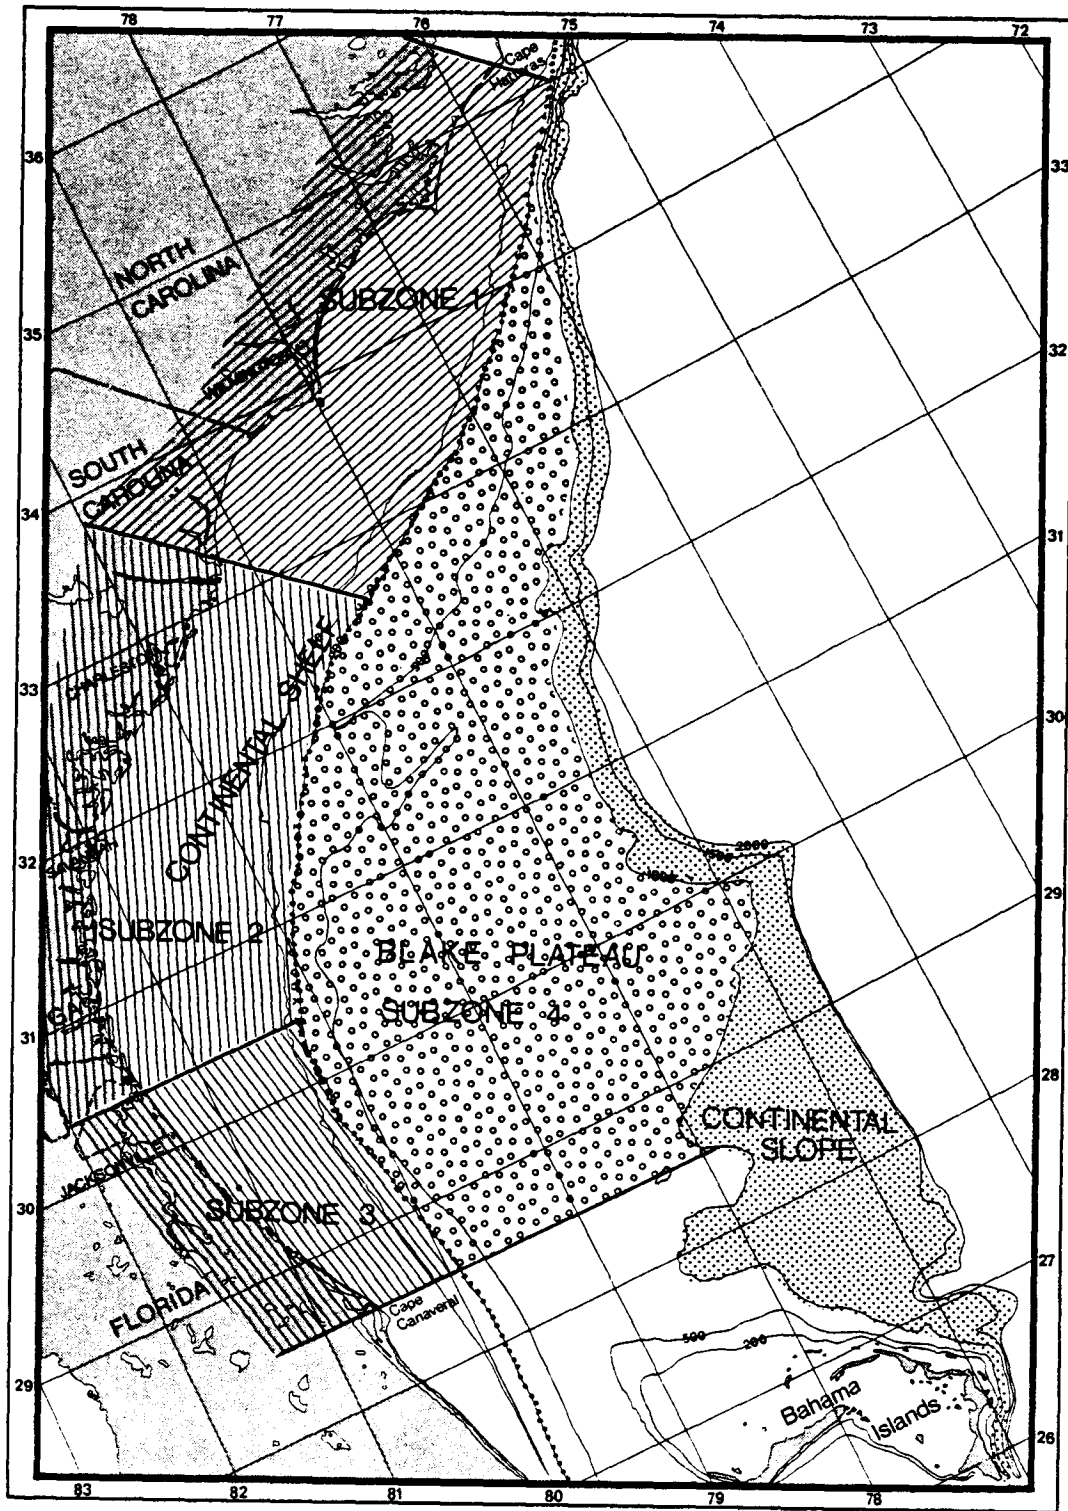 78 77 76 75 74 73 72
Cape
Hatteras
36
33
NORTH
CAROLINA
SUBZONE 1
35
32
WILMINGTON
SOUTH
CAROLINA
34
31
CONTINENTAL SHELF
CHARLESTON
33
30
32
2000
1000
SAVANNAH
29
SUBZONE 2
BLAKE PLATEAU
SUBZONE 4
GA.
31
28
CONTINENTAL
SLOPE
JACKSONVILLE
30
SUBZONE 3
27
FLORIDA
Cape
Canaveral
500
200
29
Bahama
Islands
26
83 82 81 80 79 78